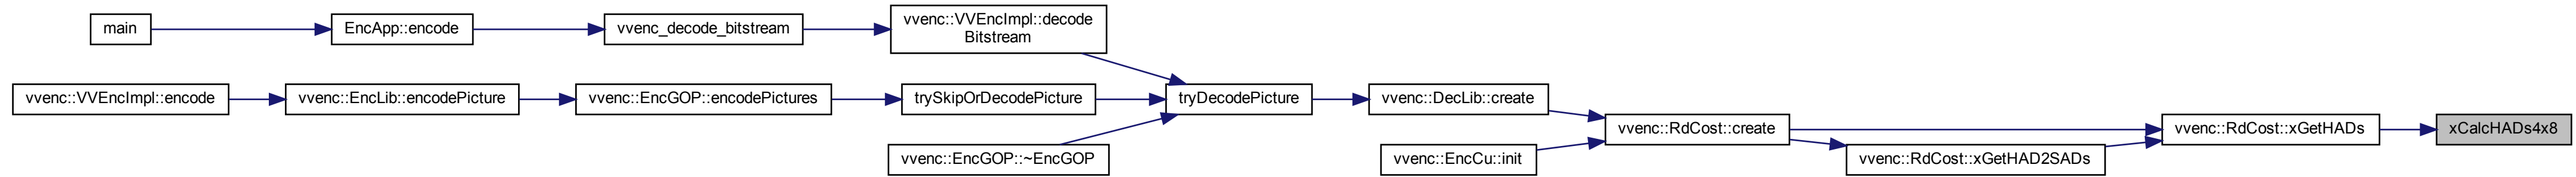 main
EncApp::encode
vvenc_decode_bitstream
vvenc::VVEncImpl::decode
Bitstream
vvenc::VVEncImpl::encode
vvenc::EncLib::encodePicture
vvenc::EncGOP::encodePictures
trySkipOrDecodePicture
tryDecodePicture
vvenc::DecLib::create
vvenc::RdCost::create
vvenc::RdCost::xGetHADs
xCalcHADs4x8
vvenc::EncGOP::~EncGOP
vvenc::EncCu::init
vvenc::RdCost::xGetHAD2SADs